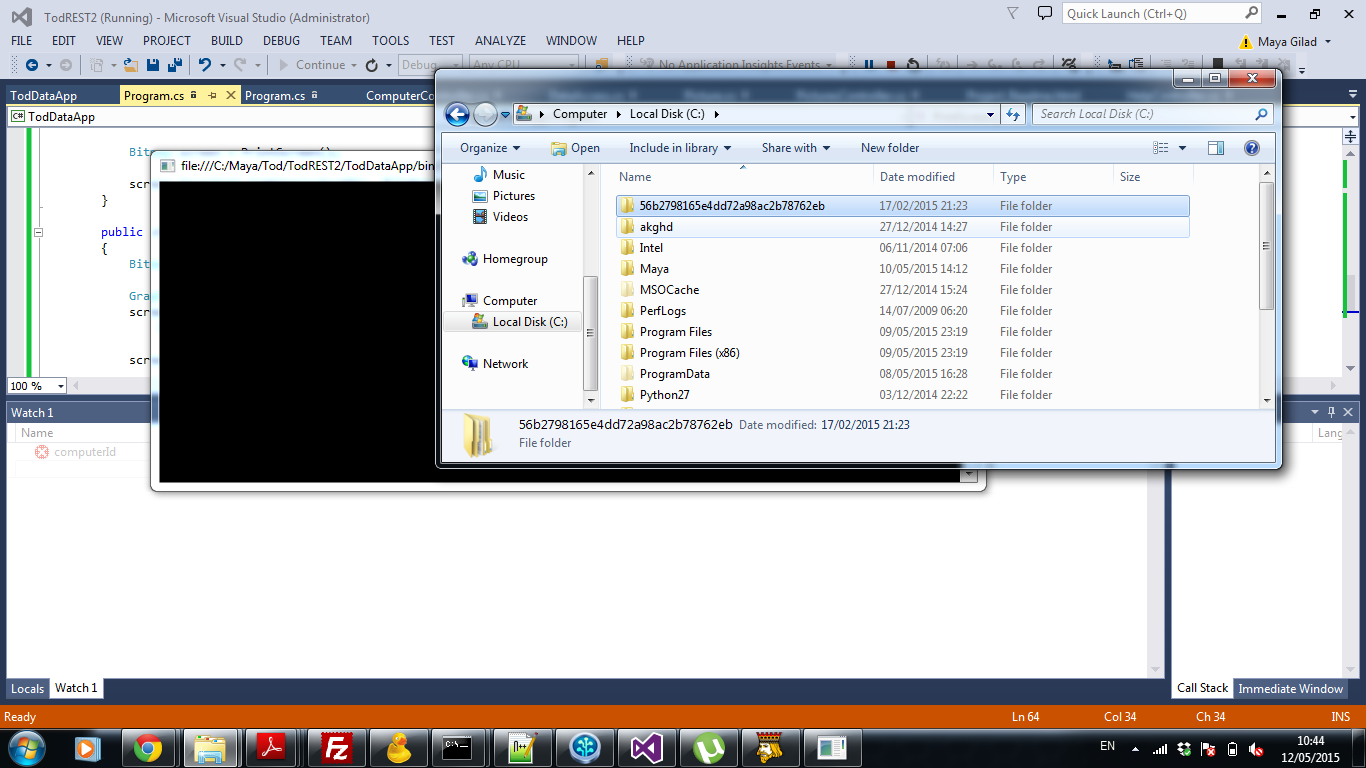 TodREST2 (Running) - Microsoft Visual Studio (Administrator)
Quick Launch (Ctrl+Q)
FILE EDIT VIEW PROJECT BUILD DEBUG TEAM TOOLS TEST ANALYZE WINDOW HELP
Maya Gilad
Continue Debug Any CPU No Application Insights Events
TodDataApp Program.cs Program.cs ComputerCo
C# TodDataApp
scr
}
public
{
Bit
Gra
scr
scr
100 %
file:///C:/Maya/Tod/TodREST2/TodDataApp/bin
Computer Local Disk (C:)
Search Local Disk (C:)
Organize Open Include in library Share with New folder
Music
Pictures
Videos
Homegroup
Computer
Local Disk (C:)
Network
Name Date modified Type Size
56b2798165e4dd72a98ac2b78762eb 17/02/2015 21:23 File folder
akghd 27/12/2014 14:27 File folder
Intel 06/11/2014 07:06 File folder
Maya 10/05/2015 14:12 File folder
MSOCache 27/12/2014 15:24 File folder
PerfLogs 14/07/2009 06:20 File folder
Program Files 09/05/2015 23:19 File folder
Program Files (x86) 09/05/2015 23:19 File folder
ProgramData 08/05/2015 16:28 File folder
Python27 03/12/2014 22:22 File folder
56b2798165e4dd72a98ac2b78762eb Date modified: 17/02/2015 21:23
File folder
Watch 1
Name
Lang
computerId
Locals Watch 1
Call Stack Immediate Window
Ready Ln 64 Col 34 Ch 34 INS
EN
10:44
12/05/2015